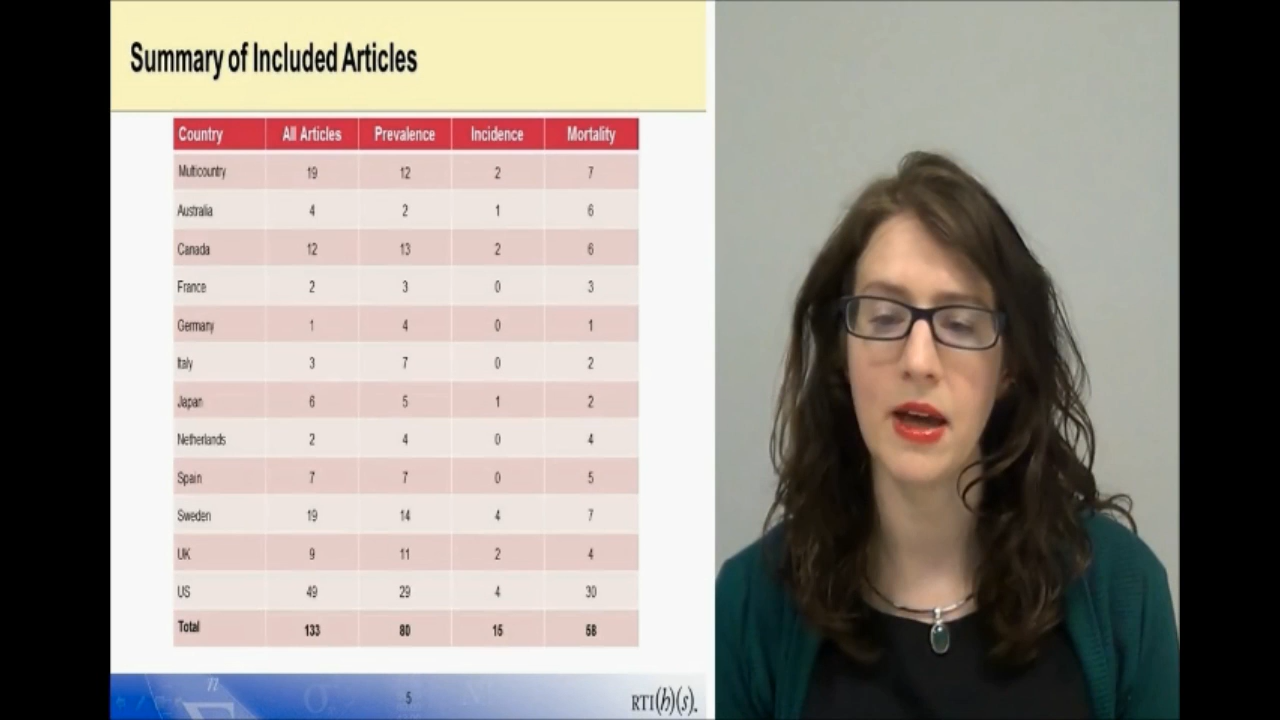 Summary of Included Articles
Country All Articles Prevalence Incidence Mortality
Multicountry 19 12 2 7
Australia 4 2 1 6
Canada 12 13 2 6
France 2 3 0 3
Germany 1 4 0 1
Italy 3 7 0 2
Japan 6 5 1 2
Netherlands 2 4 0 4
Spain 7 7 0 5
Sweden 19 14 4 7
UK 9 11 2 4
US 49 29 4 30
Total 133 80 15 58
5 RTI(h)(s).